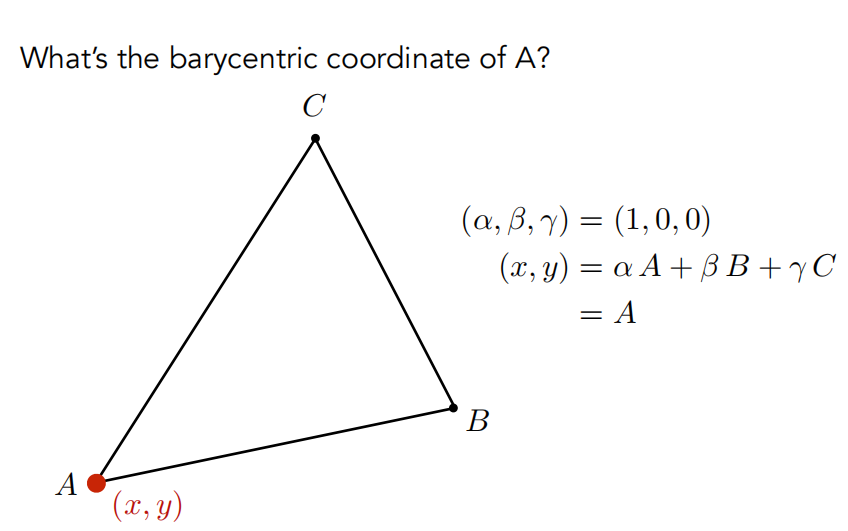 What's the barycentric coordinate of A?
C
(α, β, γ) = (1, 0, 0)
(x, y) = α A + β B + γ C
= A
B
A
(x, y)